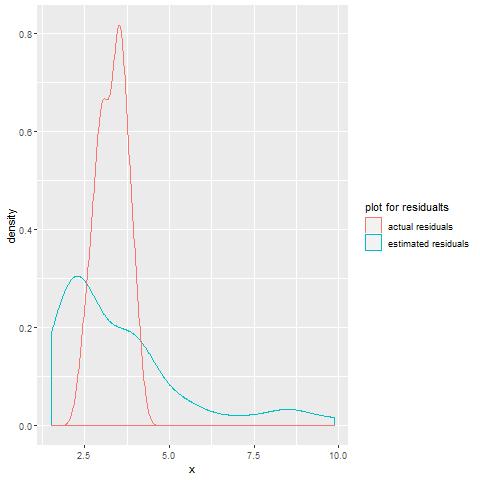 0.8
0.6
0.4
0.2
0.0
density
2.5
5.0
7.5
10.0
x
plot for residualts
actual residuals
estimated residuals